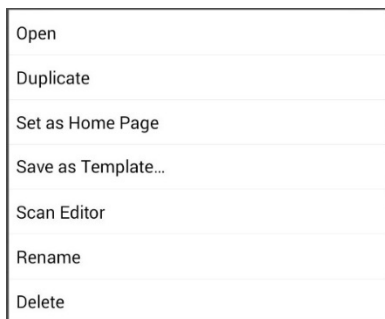 Open
Duplicate
Set as Home Page
Save as Template...
Scan Editor
Rename
Delete